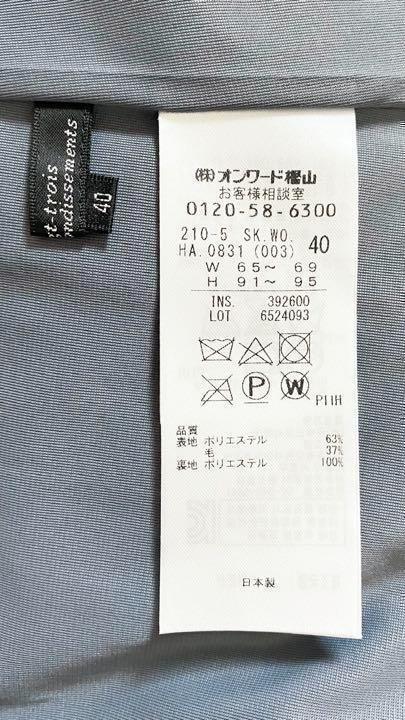 gt-trois
ndissements
40
(株)オンワード樫山
お客様相談室
0120-58-6300
210-5 SK.WO.
HA.0831 (003) 40
W 65～ 69
H 91～ 95
INS. 392600
LOT 6524093
P W P11H
品質
表地 ポリエステル 63%
毛 37%
裏地 ポリエステル 100%
日本製